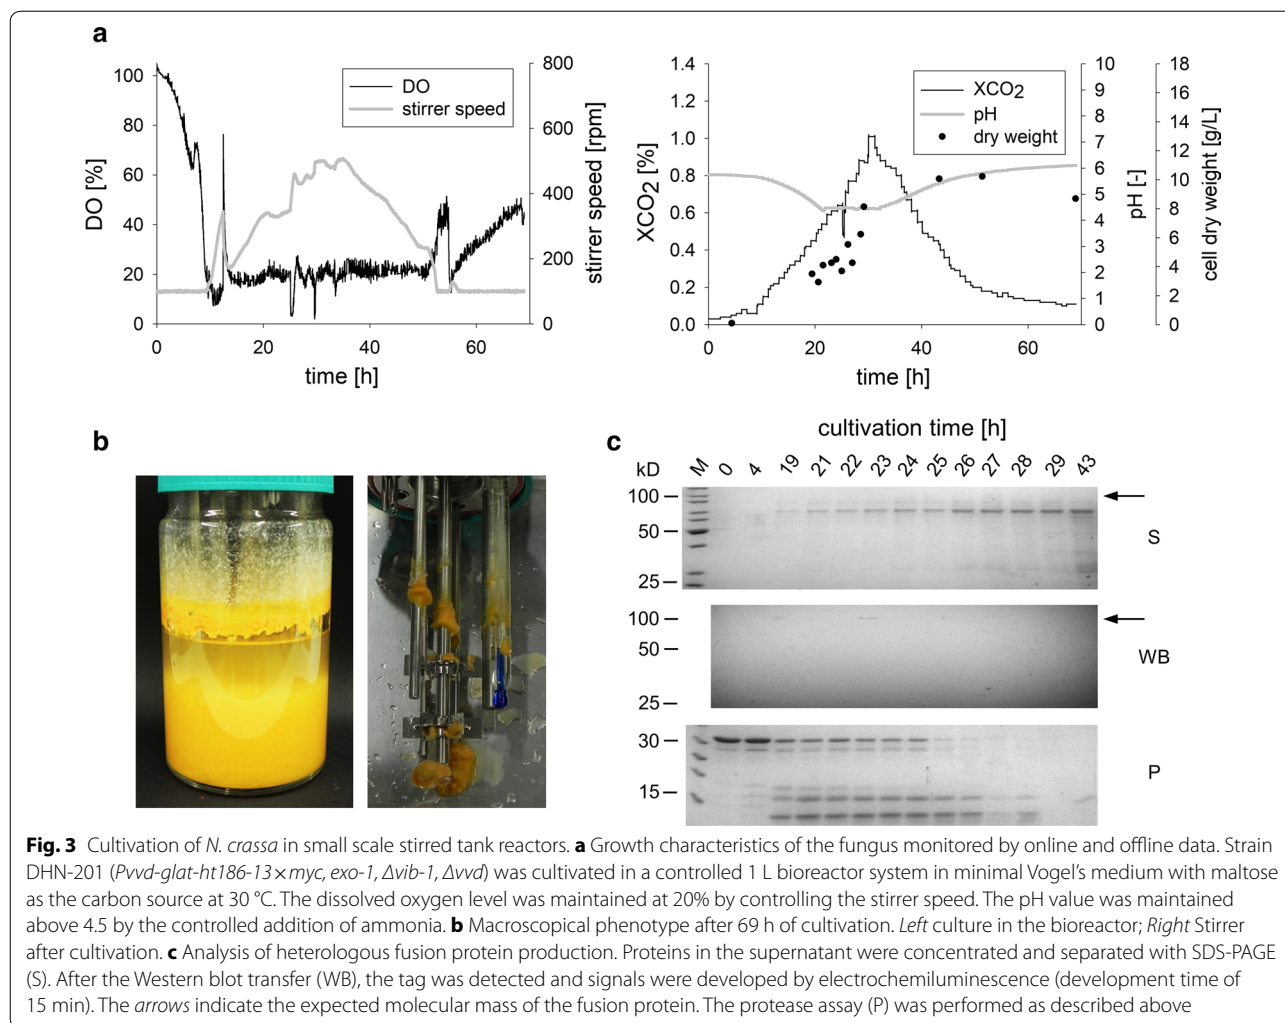 a
100
80
60
40
20
0
DO [%]
DO
stirrer speed
800
600
400
200
0
stirrer speed [rpm]
0 20 40 60
time [h]
1.4
1.2
1.0
0.8
0.6
0.4
0.2
0.0
XCO2 [%]
XCO2
pH
dry weight
10
9
8
7
6
5
4
3
2
1
0
pH [-]
18
16
14
12
10
8
6
4
2
0
cell dry weight [g/L]
0 20 40 60
time [h]
b
c
cultivation time [h]
kD M 0 4 19 21 22 23 24 25 26 27 28 29 43
100
50
25
S
100
50
25
WB
30
15
P
Fig. 3 Cultivation of N. crassa in small scale stirred tank reactors. a Growth characteristics of the fungus monitored by online and offline data. Strain
DHN-201 (Pvvd-glat-ht186-13×myc, exo-1, Δvib-1, Δvvd) was cultivated in a controlled 1 L bioreactor system in minimal Vogel's medium with maltose
as the carbon source at 30 °C. The dissolved oxygen level was maintained at 20% by controlling the stirrer speed. The pH value was maintained
above 4.5 by the controlled addition of ammonia. b Macroscopical phenotype after 69 h of cultivation. Left culture in the bioreactor; Right Stirrer
after cultivation. c Analysis of heterologous fusion protein production. Proteins in the supernatant were concentrated and separated with SDS-PAGE
(S). After the Western blot transfer (WB), the tag was detected and signals were developed by electrochemiluminescence (development time of
15 min). The arrows indicate the expected molecular mass of the fusion protein. The protease assay (P) was performed as described above